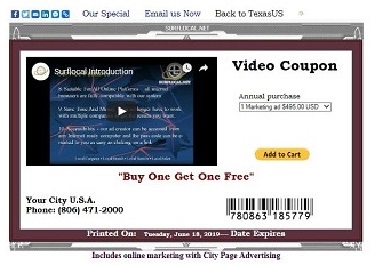 Our Special Email us Now Back to TexasUS
SURFLOCAL.NET
Surflocal Introduction
Video Coupon
Annual purchase
1 Marketing ad $495.00 USD
Add to Cart
"Buy One Get One Free"
Your City U.S.A.
Phone: (806) 471-2000
780863 185779
Printed On: Tuesday, June 18, 2019--- Date Expires
Includes online marketing with City Page Advertising